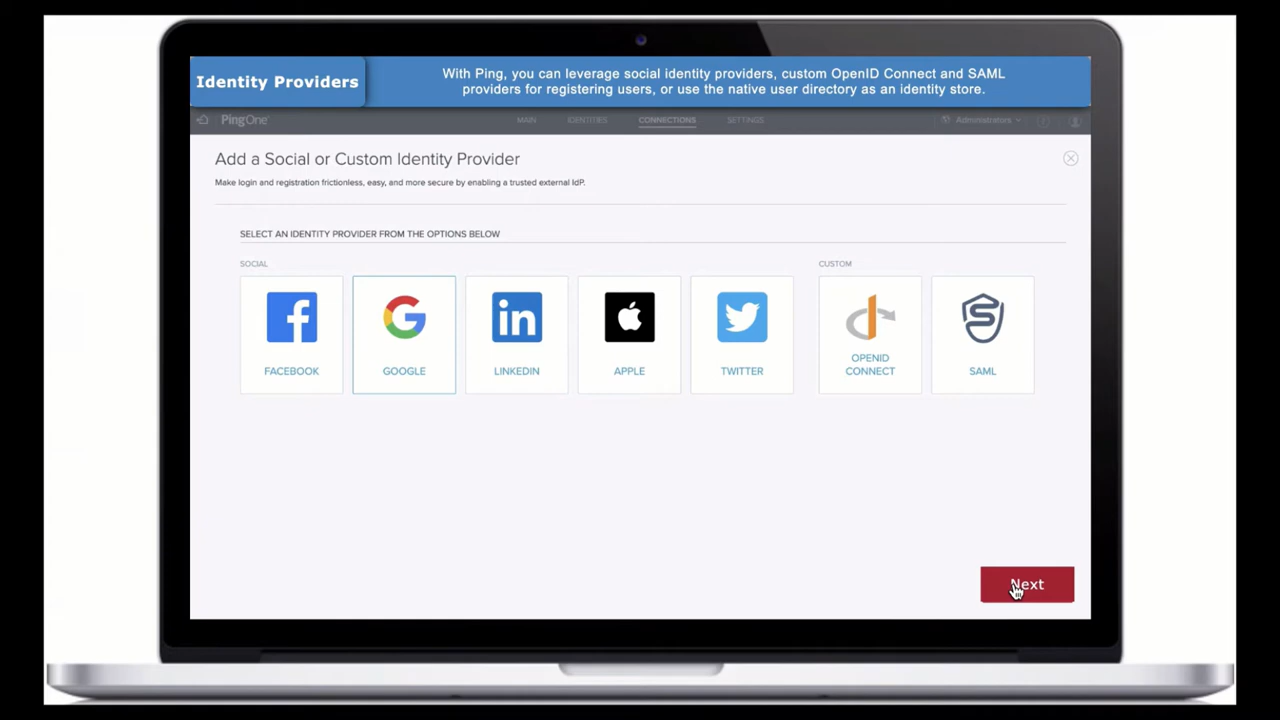 Identity Providers
With Ping, you can leverage social identity providers, custom OpenID Connect and SAML
providers for registering users, or use the native user directory as an identity store.
PingOne
MAIN
IDENTITIES
CONNECTIONS
SETTINGS
Administrators
Add a Social or Custom Identity Provider
Make login and registration frictionless, easy, and more secure by enabling a trusted external IdP.
SELECT AN IDENTITY PROVIDER FROM THE OPTIONS BELOW
SOCIAL
CUSTOM
in
FACEBOOK
GOOGLE
LINKEDIN
APPLE
TWITTER
OPENID
CONNECT
SAML
Next